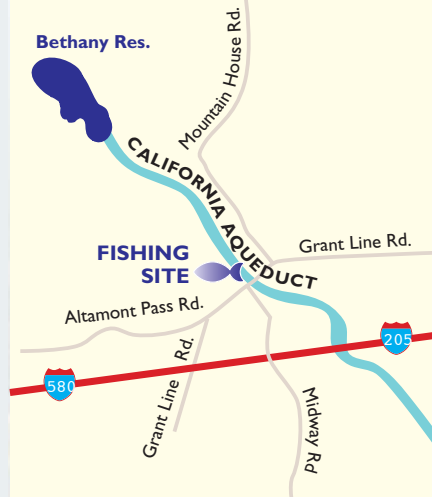 Bethany Res.
Mountain House Rd.
CALIFORNIA AQUEDUCT
Grant Line Rd.
FISHING
SITE
Altamont Pass Rd.
205
580
Grant Line Rd.
Midway Rd